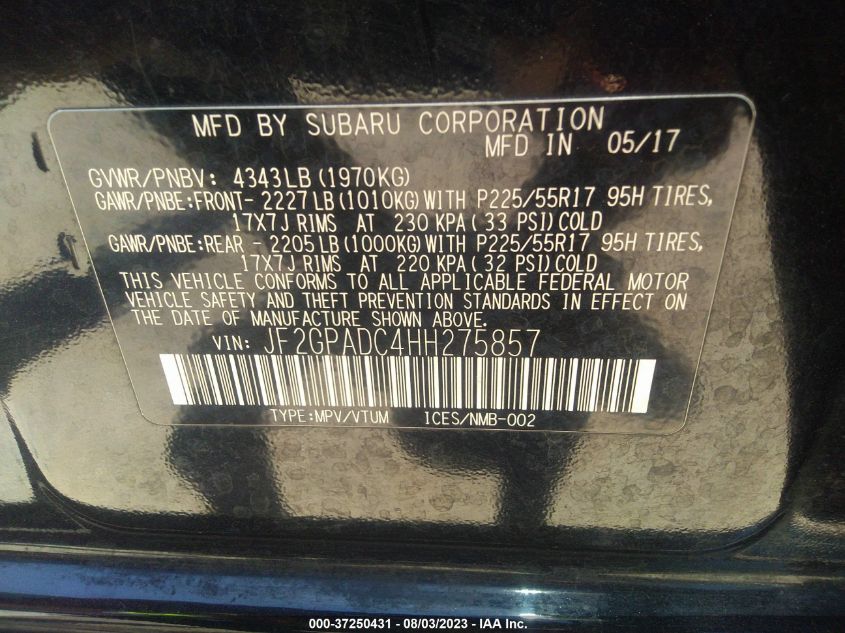 MFD BY SUBARU CORPORATION
MFD IN 05/17
GVWR/PNBV: 4343LB (1970KG)
GAWR/PNBE:FRONT- 2227LB (1010KG) WITH P225/55R17 95H TIRES,
17X7J RIMS AT 230 KPA ( 33 PSI) COLD
GAWR/PNBE:REAR - 2205LB (1000KG) WITH P225/55R17 95H TIRES,
17X7J RIMS AT 220 KPA ( 32 PSI) COLD
THIS VEHICLE CONFORMS TO ALL APPLICABLE FEDERAL MOTOR
VEHICLE SAFETY AND THEFT PREVENTION STANDARDS IN EFFECT ON
THE DATE OF MANUFACTURE SHOWN ABOVE.
VIN: JF2GPADC4HH275857
TYPE:MPV/VTUM ICES/NMB-002
000-37250431 - 08/03/2023 - IAA Inc.